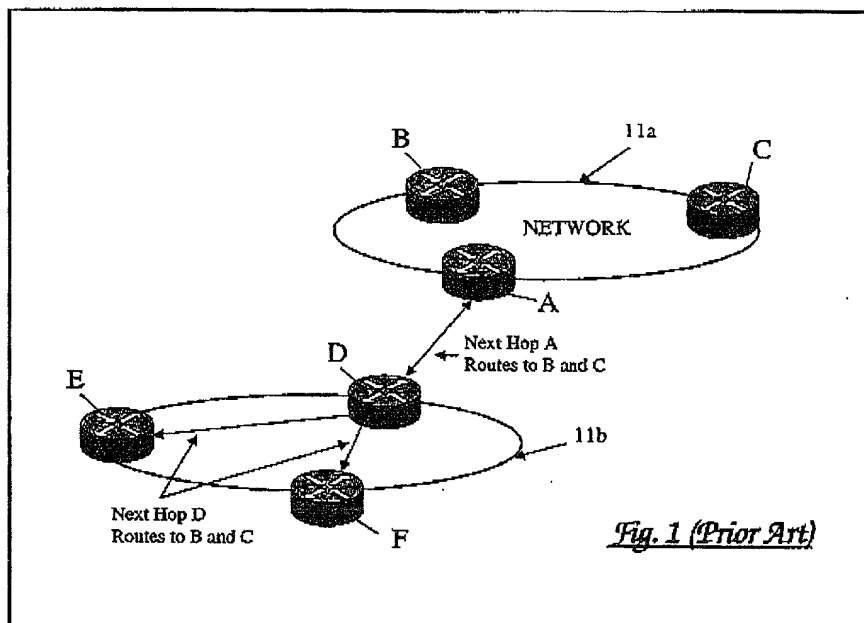 11a
B
C
NETWORK
A
Next Hop A
Routes to B and C
D
E
11b
Next Hop D
Routes to B and C
F
Fig. 1 (Prior Art)